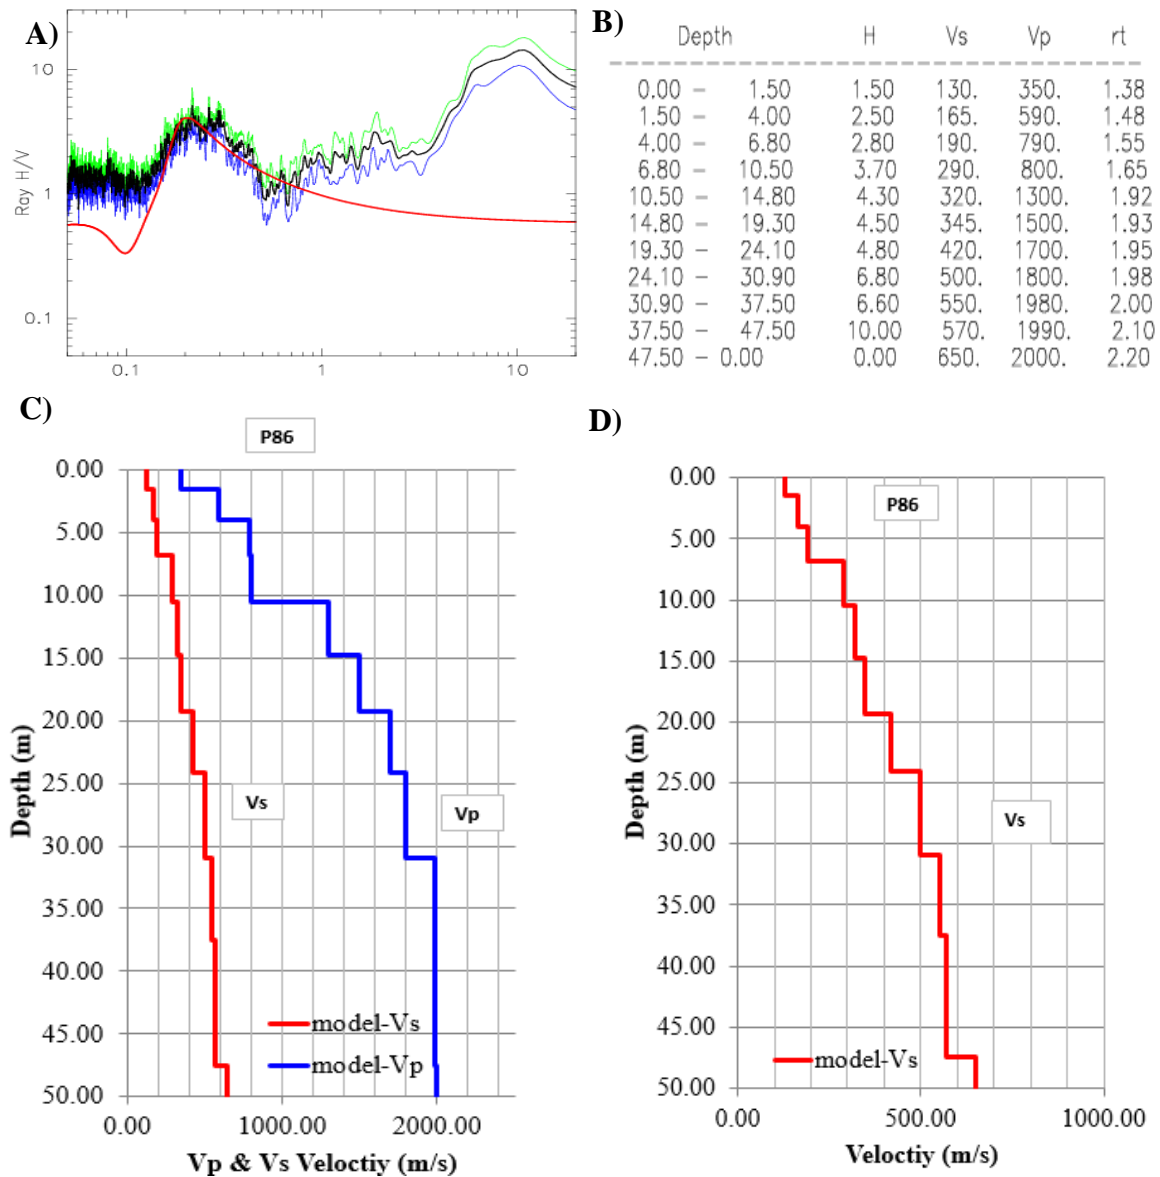 A)
10
1
0.1
Ray H/V
0.1 1 10
B)
Depth H Vs Vp rt
0.00 – 1.50 1.50 130. 350. 1.38
1.50 – 4.00 2.50 165. 590. 1.48
4.00 – 6.80 2.80 190. 790. 1.55
6.80 – 10.50 3.70 290. 800. 1.65
10.50 – 14.80 4.30 320. 1300. 1.92
14.80 – 19.30 4.50 345. 1500. 1.93
19.30 – 24.10 4.80 420. 1700. 1.95
24.10 – 30.90 6.80 500. 1800. 1.98
30.90 – 37.50 6.60 550. 1980. 2.00
37.50 – 47.50 10.00 570. 1990. 2.10
47.50 – 0.00 0.00 650. 2000. 2.20
C)
P86
0.00
5.00
10.00
15.00
20.00
25.00
30.00
35.00
40.00
45.00
50.00
Depth (m)
Vs
Vp
model-Vs
model-Vp
0.00 1000.00 2000.00
Vp & Vs Veloctiy (m/s)
D)
P86
0.00
5.00
10.00
15.00
20.00
25.00
30.00
35.00
40.00
45.00
50.00
Depth (m)
Vs
model-Vs
0.00 500.00 1000.00
Veloctiy (m/s)